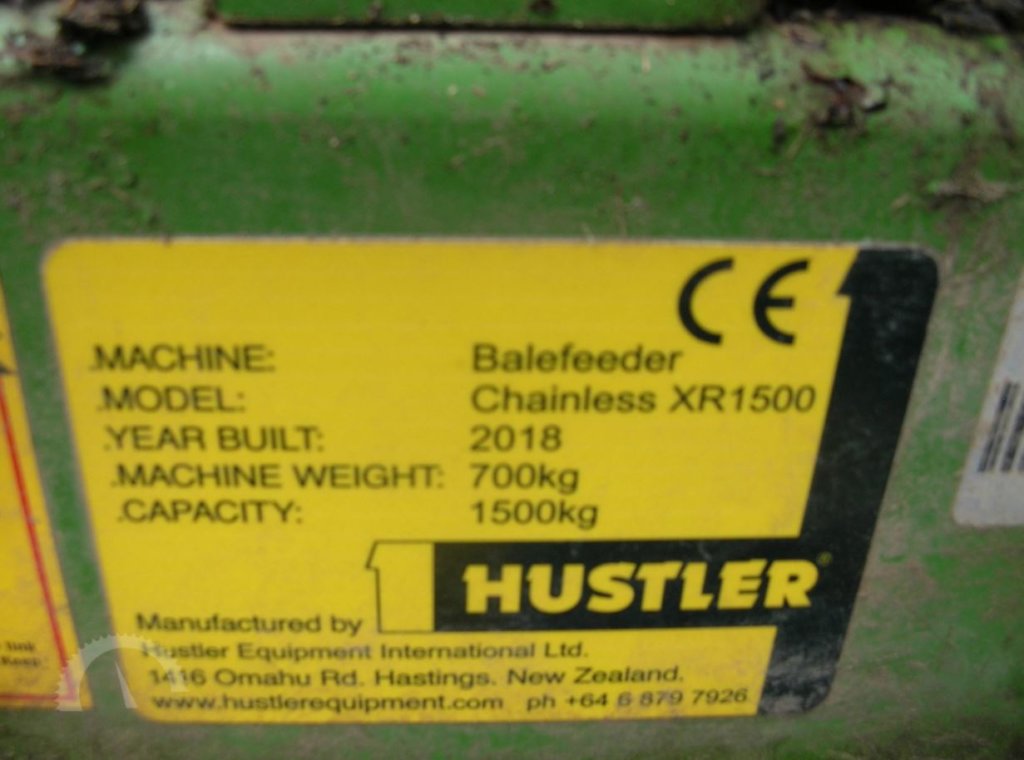 CE
.MACHINE: Balefeeder
.MODEL: Chainless XR1500
.YEAR BUILT: 2018
.MACHINE WEIGHT: 700kg
.CAPACITY: 1500kg
HUSTLER®
Manufactured by
Hustler Equipment International Ltd.
1416 Omahu Rd. Hastings. New Zealand.
www.hustlerequipment.com ph +64 6 879 7926